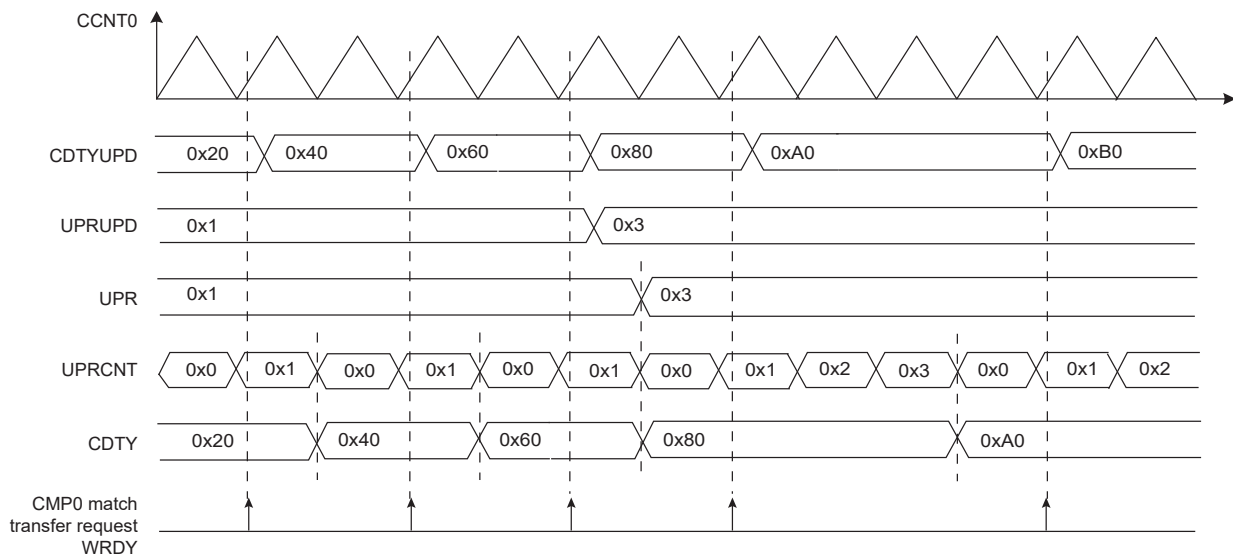 CCNT0
CDTYUPD 0x20 0x40 0x60 0x80 0xA0 0xB0
UPRUPD 0x1 0x3
UPR 0x1 0x3
UPRCNT 0x0 0x1 0x0 0x1 0x0 0x1 0x0 0x1 0x2 0x3 0x0 0x1 0x2
CDTY 0x20 0x40 0x60 0x80 0xA0
CMP0 match
transfer request
WRDY